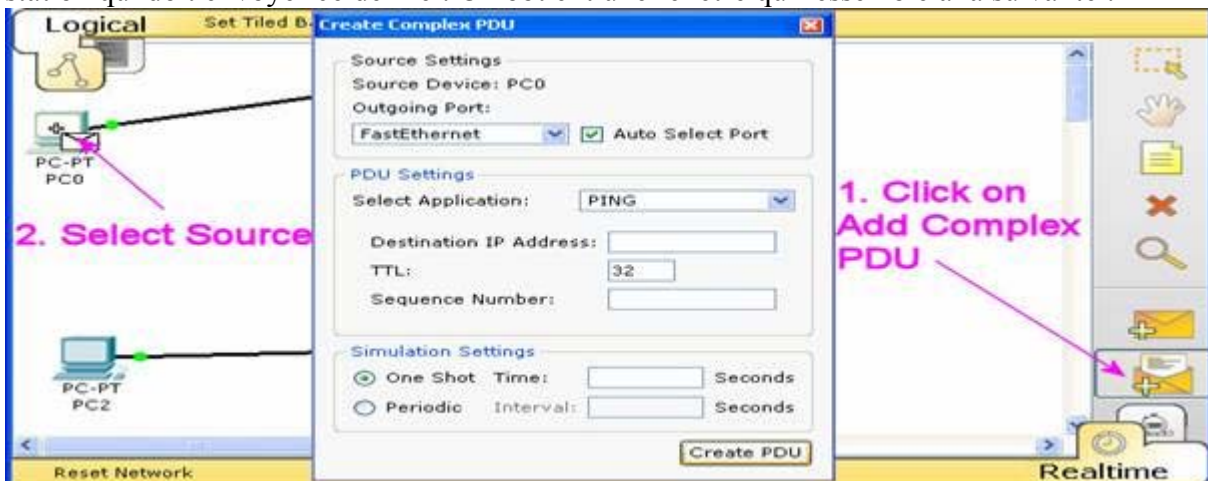 Logical
Set Tiled B
Create Complex PDU
Source Settings
Source Device: PC0
Outgoing Port:
FastEthernet
Auto Select Port
PC-PT
PC0
PDU Settings
Select Application:
PING
1. Click on
Add Complex
PDU
2. Select Source
Destination IP Address:
TTL:
32
Sequence Number:
Simulation Settings
One Shot Time:
Seconds
Periodic Interval:
Seconds
PC-PT
PC2
Create PDU
Reset Network
Realtime